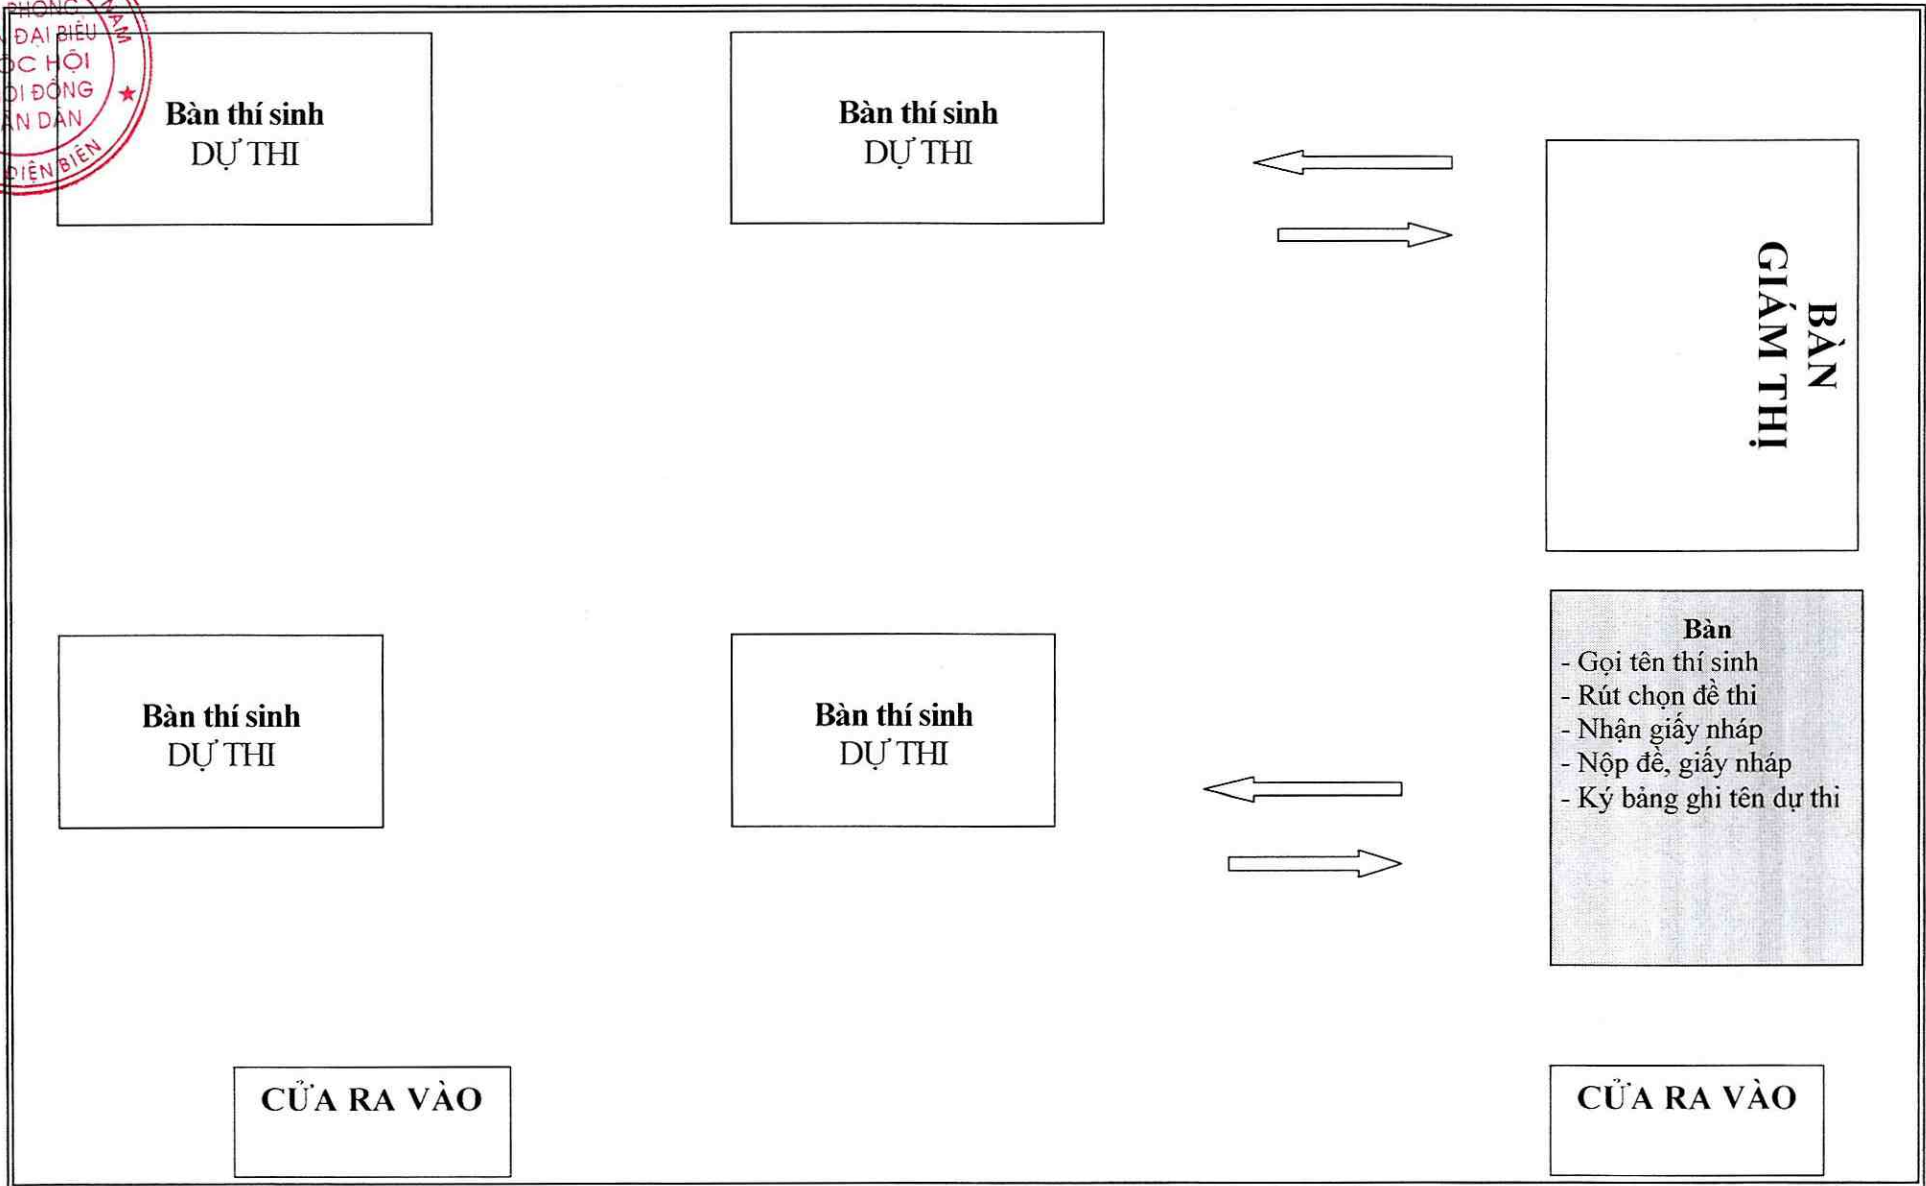 PHÒNG
ĐẠI BIỂU
HỘI
ĐỒNG
DÂN
NAM
ĐIỆN BIÊN
Bàn thí sinh
DỰ THI
Bàn thí sinh
DỰ THI
BÀN
GIÁM THỊ
Bàn thí sinh
DỰ THI
Bàn thí sinh
DỰ THI
Bàn
- Gọi tên thí sinh
- Rút chọn đề thi
- Nhận giấy nháp
- Nộp đề, giấy nháp
- Ký bảng ghi tên dự thi
CỬA RA VÀO
CỬA RA VÀO